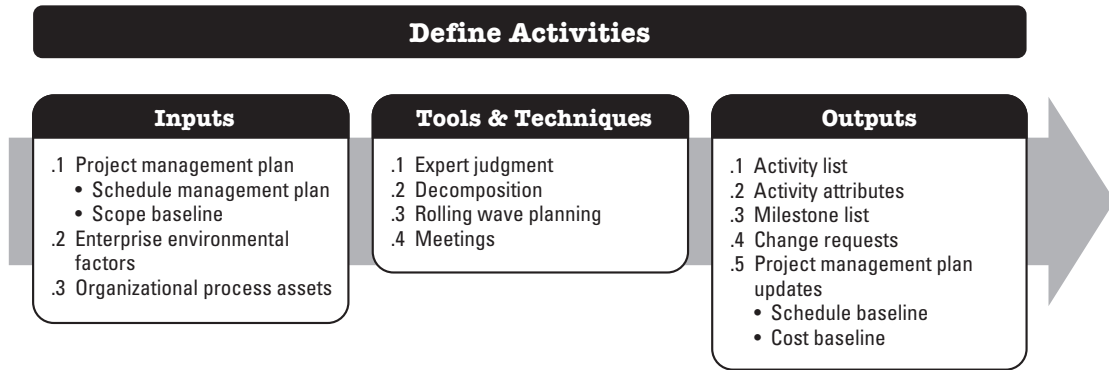 Define Activities
Inputs
.1 Project management plan
• Schedule management plan
• Scope baseline
.2 Enterprise environmental
factors
.3 Organizational process assets
Tools & Techniques
.1 Expert judgment
.2 Decomposition
.3 Rolling wave planning
.4 Meetings
Outputs
.1 Activity list
.2 Activity attributes
.3 Milestone list
.4 Change requests
.5 Project management plan
updates
• Schedule baseline
• Cost baseline